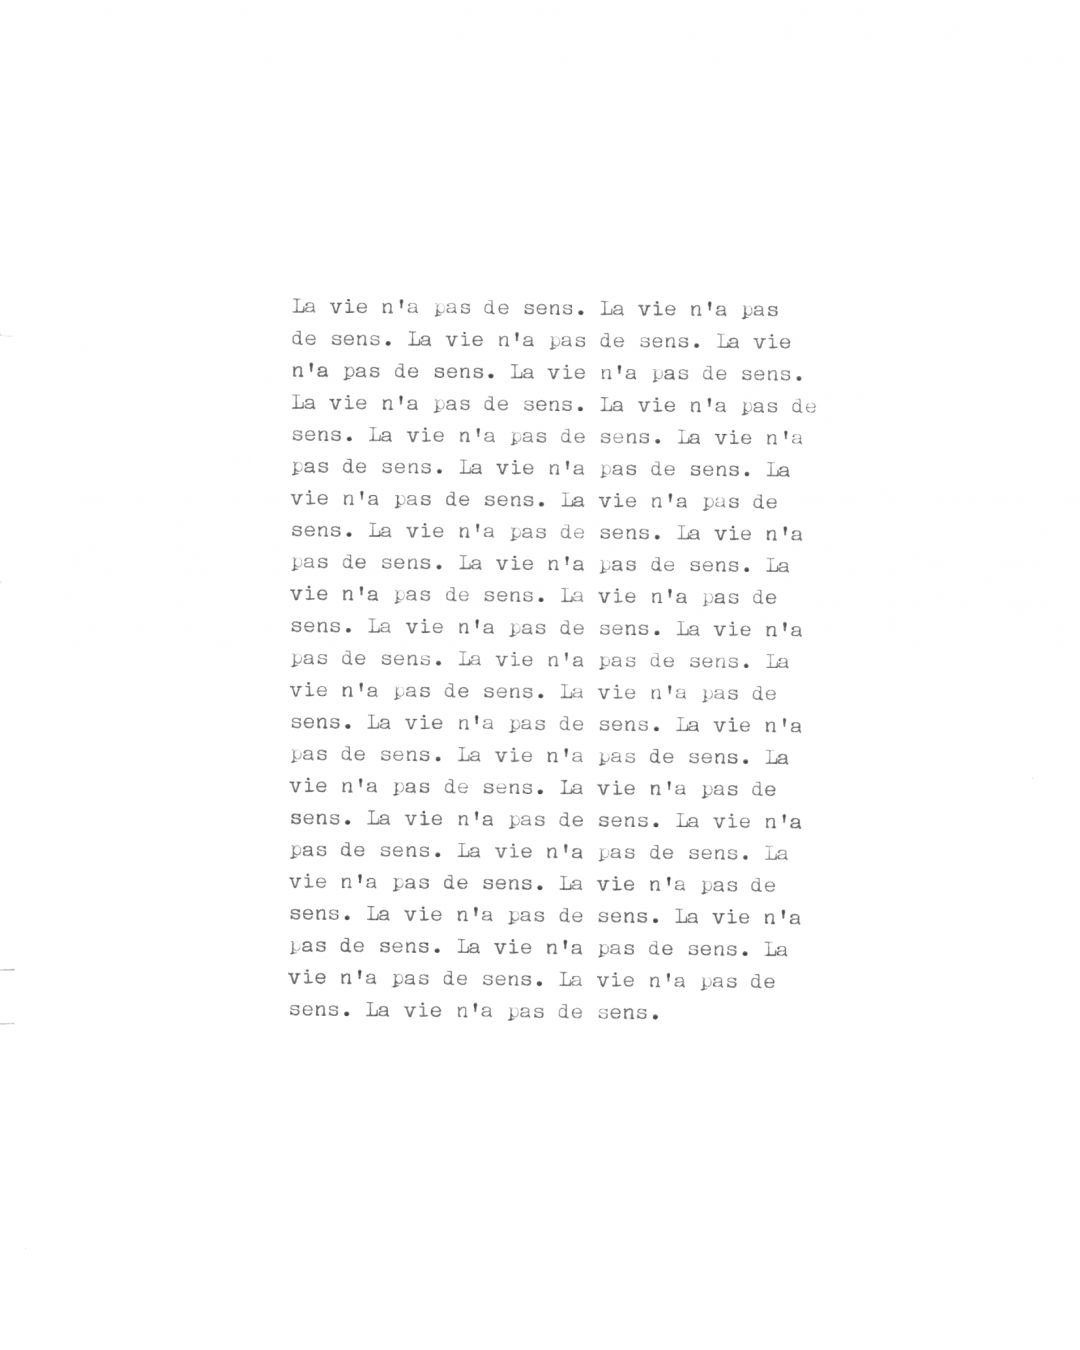 La vie n'a pas de sens. La vie n'a pas
de sens. La vie n'a pas de sens. La vie
n'a pas de sens. La vie n'a pas de sens.
La vie n'a pas de sens. La vie n'a pas de
sens. La vie n'a pas de sens. La vie n'a
pas de sens. La vie n'a pas de sens. La
vie n'a pas de sens. La vie n'a pas de
sens. La vie n'a pas de sens. La vie n'a
pas de sens. La vie n'a pas de sens. La
vie n'a pas de sens. La vie n'a pas de
sens. La vie n'a pas de sens. La vie n'a
pas de sens. La vie n'a pas de sens. La
vie n'a pas de sens. La vie n'a pas de
sens. La vie n'a pas de sens. La vie n'a
pas de sens. La vie n'a pas de sens. La
vie n'a pas de sens. La vie n'a pas de
sens. La vie n'a pas de sens. La vie n'a
pas de sens. La vie n'a pas de sens. La
vie n'a pas de sens. La vie n'a pas de
sens. La vie n'a pas de sens. La vie n'a
pas de sens. La vie n'a pas de sens. La
vie n'a pas de sens. La vie n'a pas de
sens. La vie n'a pas de sens.